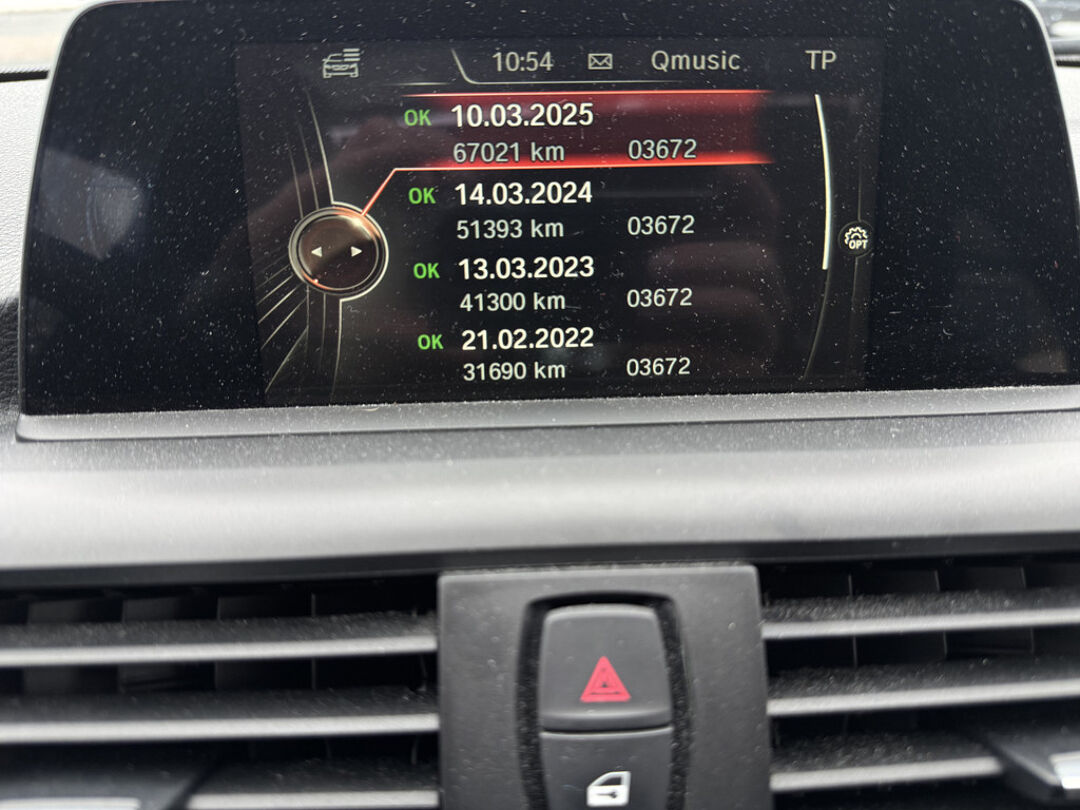 10:54 Qmusic TP
OK 10.03.2025
67021 km 03672
OK 14.03.2024
51393 km 03672
OPT
OK 13.03.2023
41300 km 03672
OK 21.02.2022
31690 km 03672